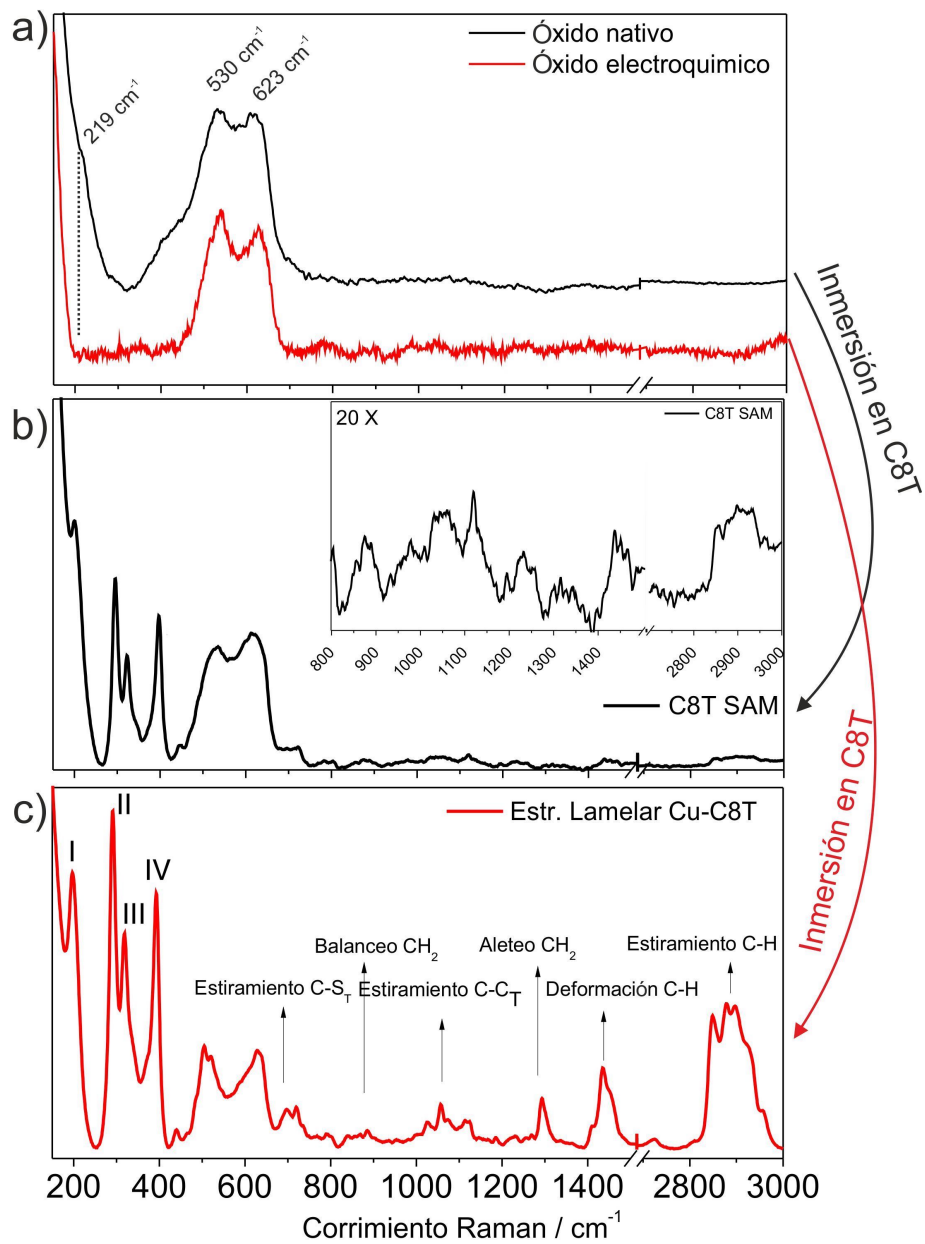 a)
Óxido nativo
Óxido electroquimico
219 cm⁻¹
530 cm⁻¹
623 cm⁻¹
Inmersión en C8T
b)
20 X
C8T SAM
800 900 1000 1100 1200 1300 1400 2800 2900 3000
C8T SAM
Inmersión en C8T
c)
Estr. Lamelar Cu-C8T
I
II
III
IV
Balanceo CH₂
Aleteo CH₂
Estiramiento C-H
Estiramiento C-S_T
Estiramiento C-C_T
Deformación C-H
200 400 600 800 1000 1200 1400 2600 2800 3000
Corrimiento Raman / cm⁻¹